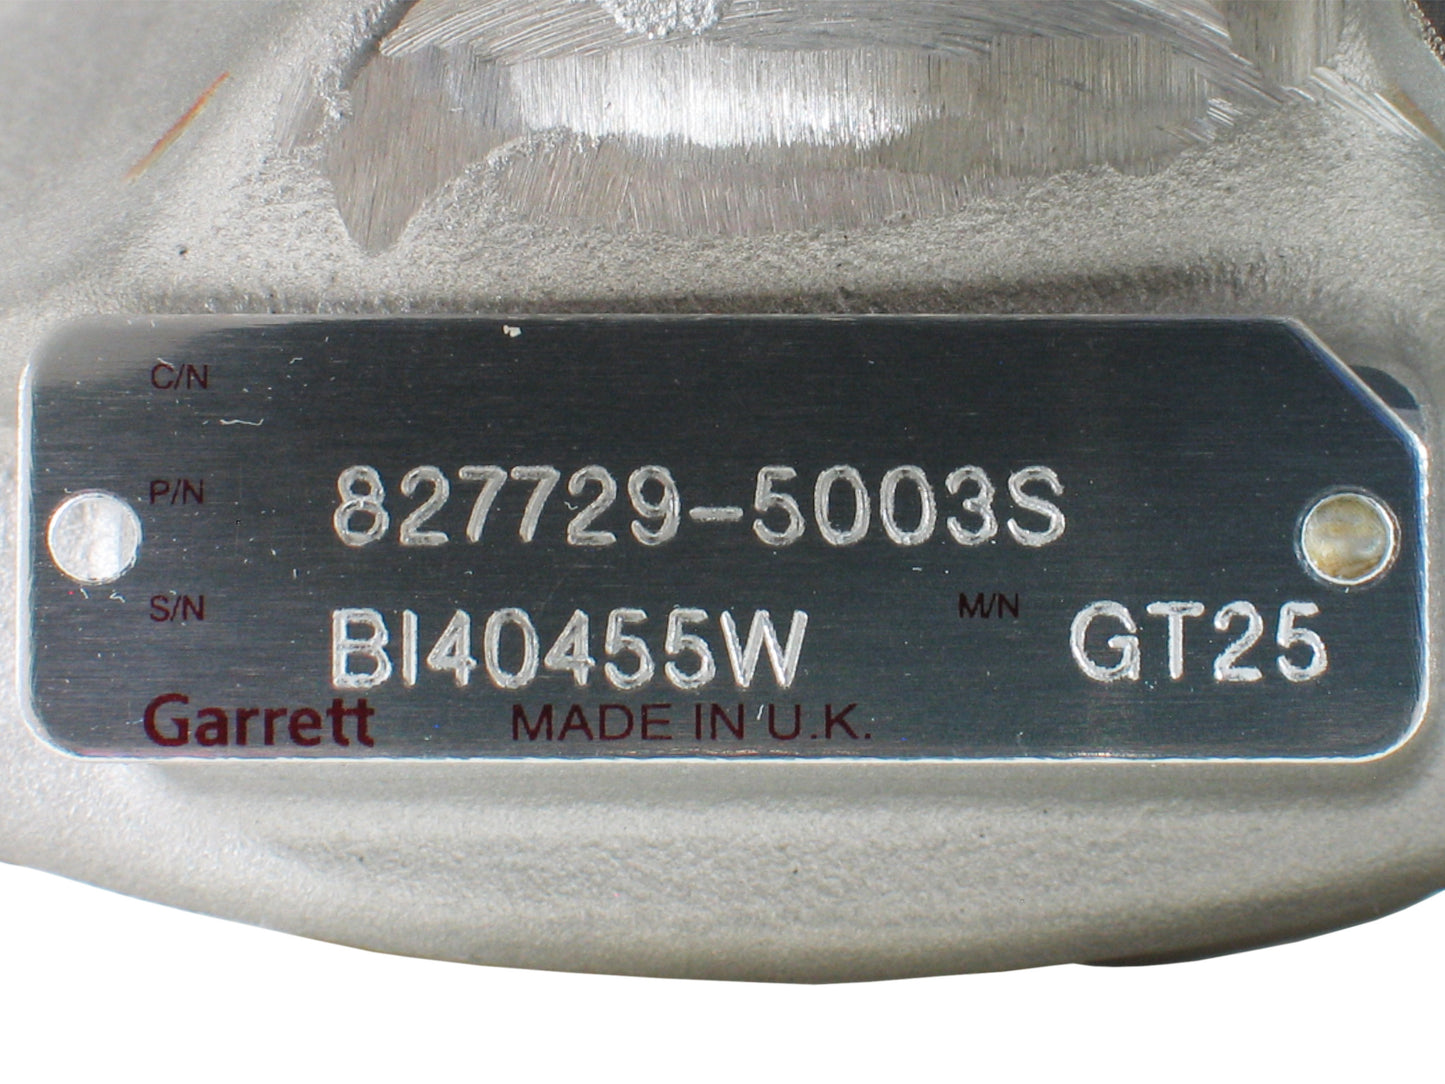 C/N
P/N 827729-5003S
S/N BI40455W M/N GT25
Garrett MADE IN U.K.